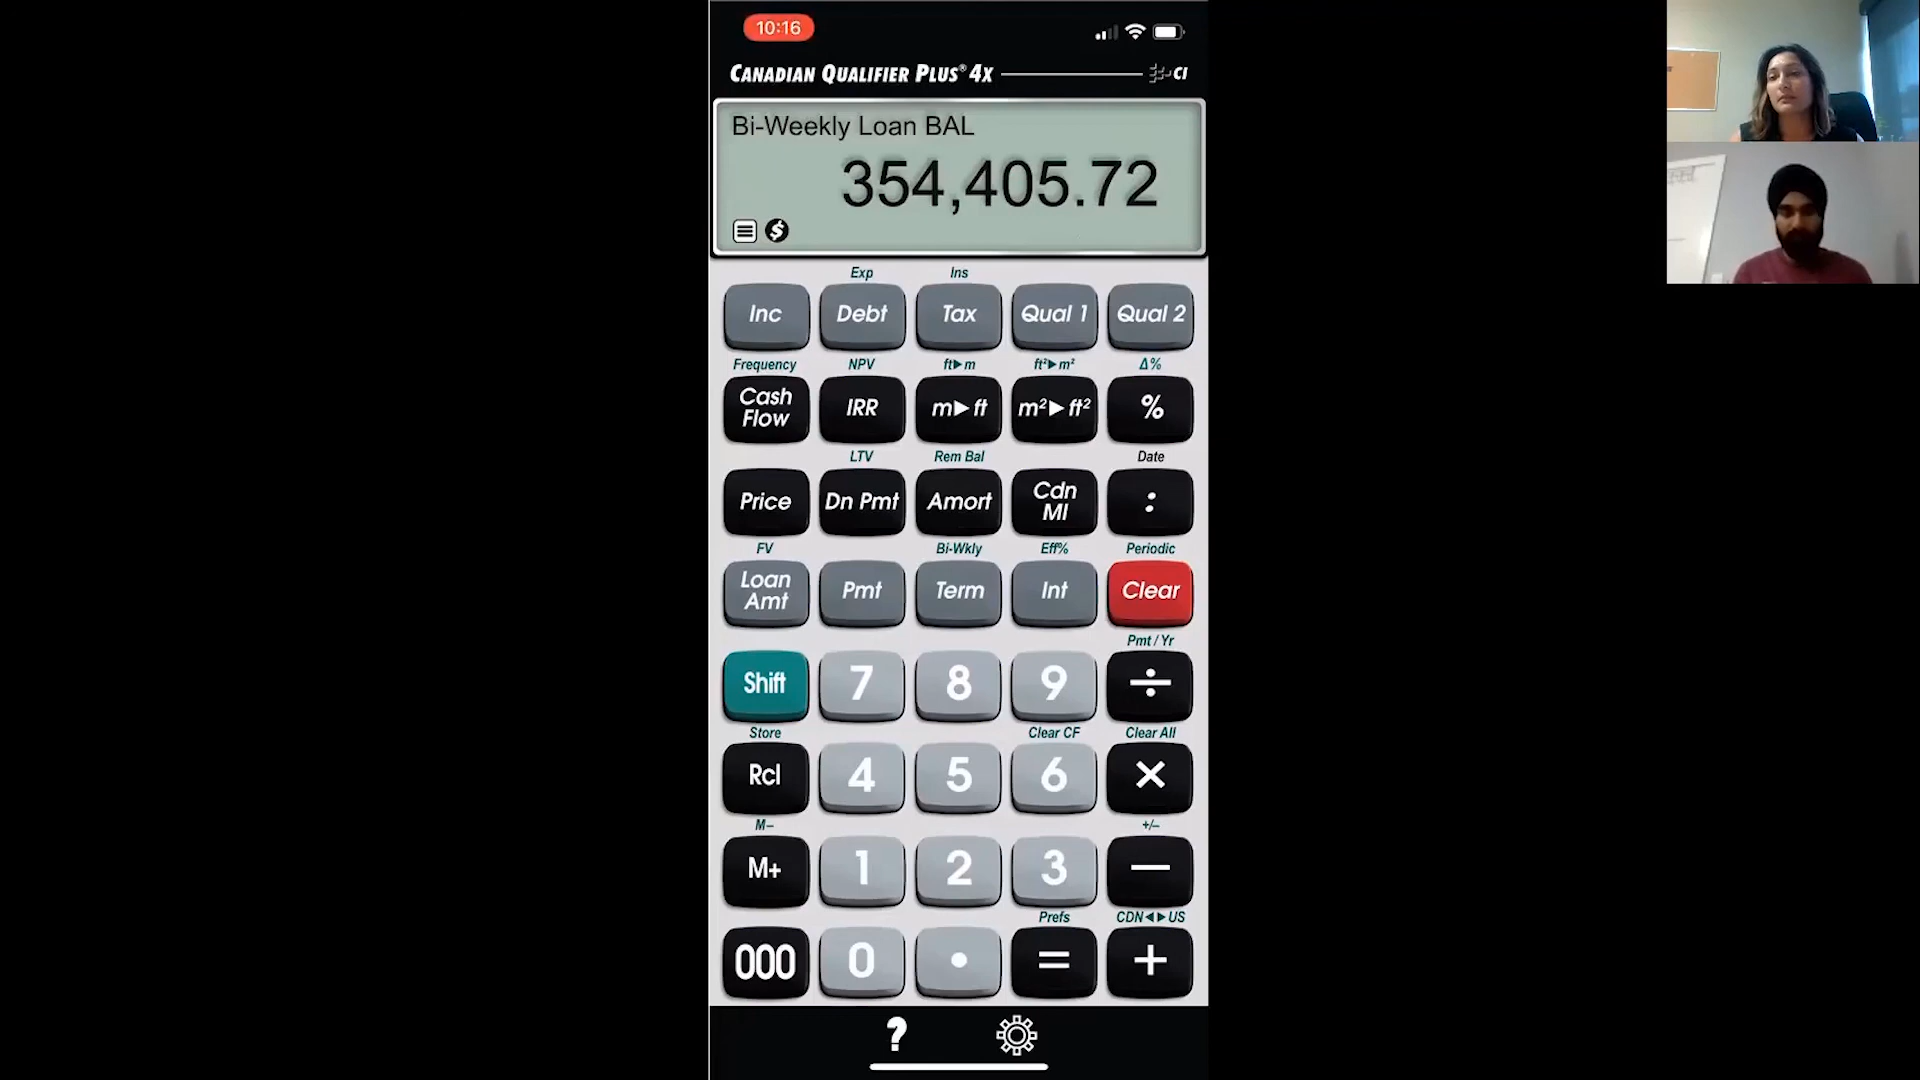 10:16
CANADIAN QUALIFIER PLUS® 4X CI
Bi-Weekly Loan BAL
354,405.72
Exp Ins
Inc Debt Tax Qual 1 Qual 2
Frequency NPV ft▶m ft²▶m² Δ%
Cash Flow IRR m▶ft m²▶ft² %
LTV Rem Bal Date
Price Dn Pmt Amort Cdn MI :
FV Bi-Wkly Eff% Periodic
Loan Amt Pmt Term Int Clear
Pmt / Yr
Shift 7 8 9 ÷
Store Clear CF Clear All
Rcl 4 5 6 ×
M– +/–
M+ 1 2 3 –
Prefs CDN◀▶US
000 0 • = +
?